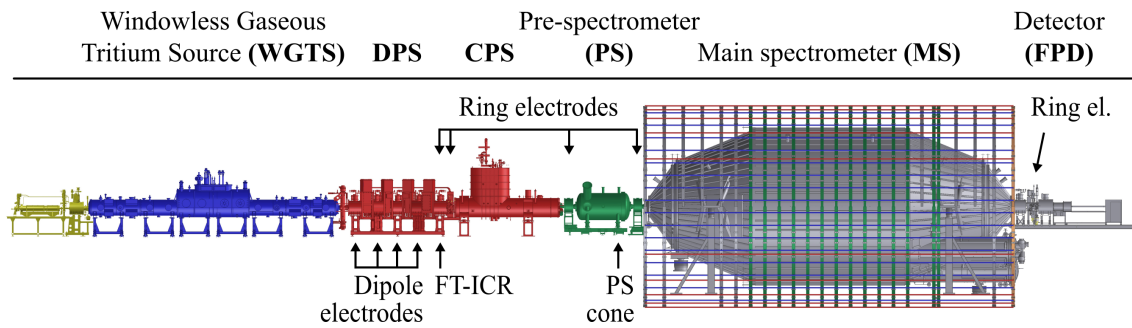 Windowless Gaseous
Tritium Source (WGTS)
DPS
CPS
Pre-spectrometer
(PS)
Main spectrometer (MS)
Detector
(FPD)
Ring electrodes
Ring el.
Dipole
electrodes
FT-ICR
PS
cone